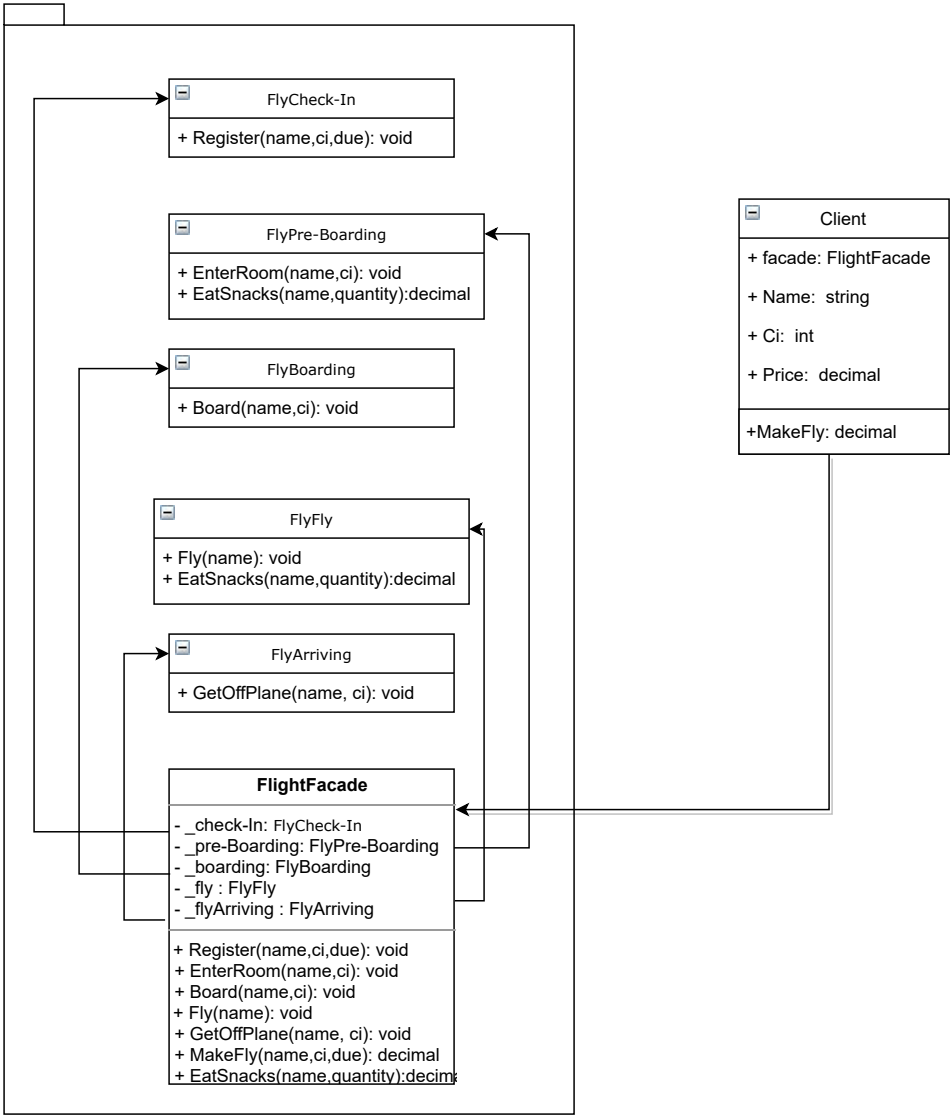 FlyCheck-In
+ Register(name,ci,due): void
FlyPre-Boarding
+ EnterRoom(name,ci): void
+ EatSnacks(name,quantity):decimal
FlyBoarding
+ Board(name,ci): void
FlyFly
+ Fly(name): void
+ EatSnacks(name,quantity):decimal
FlyArriving
+ GetOffPlane(name, ci): void
FlightFacade
- _check-In: FlyCheck-In
- _pre-Boarding: FlyPre-Boarding
- _boarding: FlyBoarding
- _fly : FlyFly
- _flyArriving : FlyArriving
+ Register(name,ci,due): void
+ EnterRoom(name,ci): void
+ Board(name,ci): void
+ Fly(name): void
+ GetOffPlane(name, ci): void
+ MakeFly(name,ci,due): decimal
+ EatSnacks(name,quantity):decima
Client
+ facade: FlightFacade
+ Name:  string
+ Ci:  int
+ Price:  decimal
+MakeFly: decimal